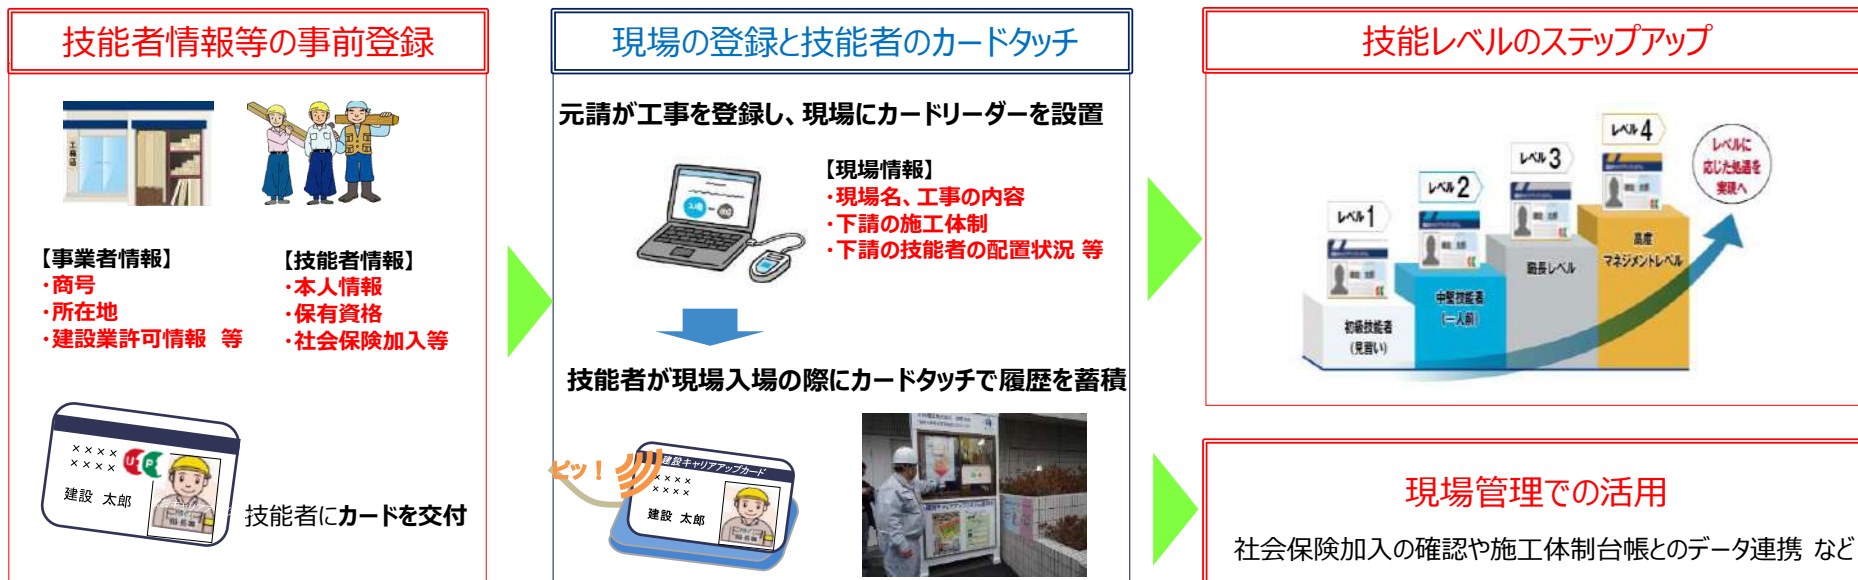 技能者情報等の事前登録
工務店
【事業者情報】
・商号
・所在地
・建設業許可情報 等
【技能者情報】
・本人情報
・保有資格
・社会保険加入等
××××
××××
建設 太郎
技能者にカードを交付
現場の登録と技能者のカードタッチ
元請が工事を登録し、現場にカードリーダーを設置
【現場情報】
・現場名、工事の内容
・下請の施工体制
・下請の技能者の配置状況 等
技能者が現場入場の際にカードタッチで履歴を蓄積
ピッ！
建設キャリアアップカード
××××
××××
建設 太郎
技能レベルのステップアップ
レベル1
レベル2
レベル3
レベル4
レベルに
応じた処遇を
実現へ
初級技能者
(見習い)
中堅技能者
(一人前)
職長レベル
高度
マネジメントレベル
現場管理での活用
社会保険加入の確認や施工体制台帳とのデータ連携 など